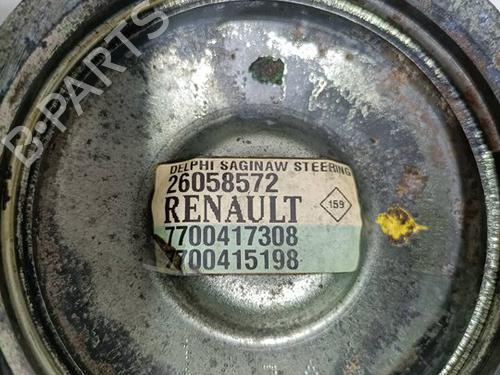 B-PARTS
DELPHI SAGINAW STEERING
26058572
RENAULT
159
7700417308
7700415198